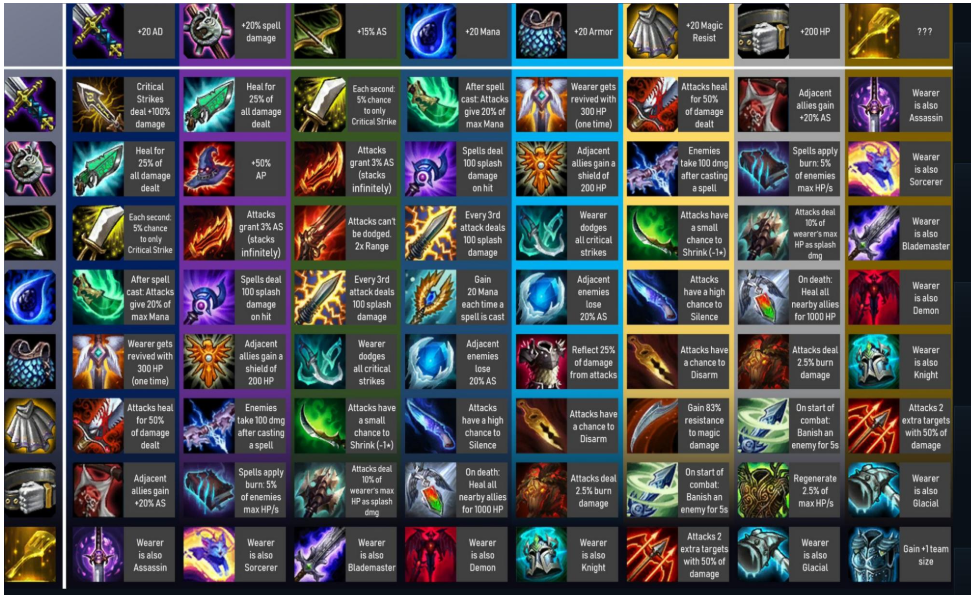 +20 AD
+20% spell
damage
+15% AS
+20 Mana
+20 Armor
+20 Magic
Resist
+200 HP
???
Critical
Strikes
deal +100%
damage
Heal for
25% of
all damage
dealt
Each second:
5% chance
to only
Critical Strike
After spell
cast: Attacks
give 20% of
max Mana
Wearer gets
revived with
300 HP
(one time)
Attacks heal
for 50%
of damage
dealt
Adjacent
allies gain
+20% AS
Wearer
is also
Assassin
Heal for
25% of
all damage
dealt
+50%
AP
Attacks
grant 3% AS
(stacks
infinitely)
Spells deal
100 splash
damage
on hit
Adjacent
allies gain a
shield of
200 HP
Enemies
take 100 dmg
after casting
a spell
Spells apply
burn: 5%
of enemies
max HP/s
Wearer
is also
Sorcerer
Each second:
5% chance
to only
Critical Strike
Attacks
grant 3% AS
(stacks
infinitely)
Attacks can't
be dodged.
2x Range
Every 3rd
attack deals
100 splash
damage
Wearer
dodges
all critical
strikes
Attacks have
a small
chance to
Shrink (-1★)
Attacks deal
10% of
wearer's max
HP as splash
dmg
Wearer
is also
Blademaster
After spell
cast: Attacks
give 20% of
max Mana
Spells deal
100 splash
damage
on hit
Every 3rd
attack deals
100 splash
damage
Gain
20 Mana
each time a
spell is cast
Adjacent
enemies
lose
20% AS
Attacks
have a high
chance to
Silence
On death:
Heal all
nearby allies
for 1000 HP
Wearer
is also
Demon
Wearer gets
revived with
300 HP
(one time)
Adjacent
allies gain a
shield of
200 HP
Wearer
dodges
all critical
strikes
Adjacent
enemies
lose
20% AS
Reflect 25%
of damage
from attacks
Attacks have
a chance to
Disarm
Attacks deal
2.5% burn
damage
Wearer
is also
Knight
Attacks heal
for 50%
of damage
dealt
Enemies
take 100 dmg
after casting
a spell
Attacks have
a small
chance to
Shrink (-1★)
Attacks
have a high
chance to
Silence
Attacks have
a chance to
Disarm
Gain 83%
resistance
to magic
damage
On start of
combat:
Banish an
enemy for 5s
Attacks 2
extra targets
with 50% of
damage
Adjacent
allies gain
+20% AS
Spells apply
burn: 5%
of enemies
max HP/s
Attacks deal
10% of
wearer's max
HP as splash
dmg
On death:
Heal all
nearby allies
for 1000 HP
Attacks deal
2.5% burn
damage
On start of
combat:
Banish an
enemy for 5s
Regenerate
2.5% of
max HP/s
Wearer
is also
Glacial
Wearer
is also
Assassin
Wearer
is also
Sorcerer
Wearer
is also
Blademaster
Wearer
is also
Demon
Wearer
is also
Knight
Attacks 2
extra targets
with 50% of
damage
Wearer
is also
Glacial
Gain +1 team
size